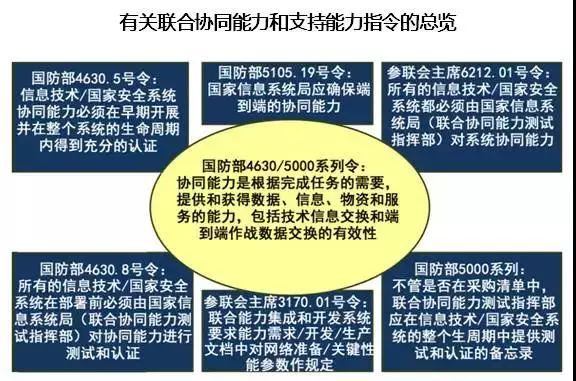 有关联合协同能力和支持能力指令的总览
国防部4630.5号令：
信息技术/国家安全系统
协同能力必须在早期开展
并在整个系统的生命周期
内得到充分的认证
国防部5105.19号令：
国家信息系统局应确保端
到端的协同能力
参联会主席6212.01号令：
所有的信息技术/国家安全系
统都必须由国家信息系
统局（联合协同能力测试
指挥部）对系统协同能力
国防部4630/5000系列令：
协同能力是根据完成任务的需要，
提供和获得数据、信息、物资和服
务的能力，包括技术信息交换和端
到端作战数据交换的有效性
国防部4630.8号令：
所有的信息技术/国家安全
系统在部署前必须由国家信
息系统局（联合协同能力测
试指挥部）对协同能力进行
测试和认证
参联会主席3170.01号令：
联合能力集成和开发系统
要求能力需求/开发/生产
文档中对网络准备/关键性
能参数作规定
国防部5000系列：
不管是否在采购清单中，
联合协同能力测试指挥部
应在信息技术/国家安全系统
的整个生周期中提供测
试和认证的备忘录